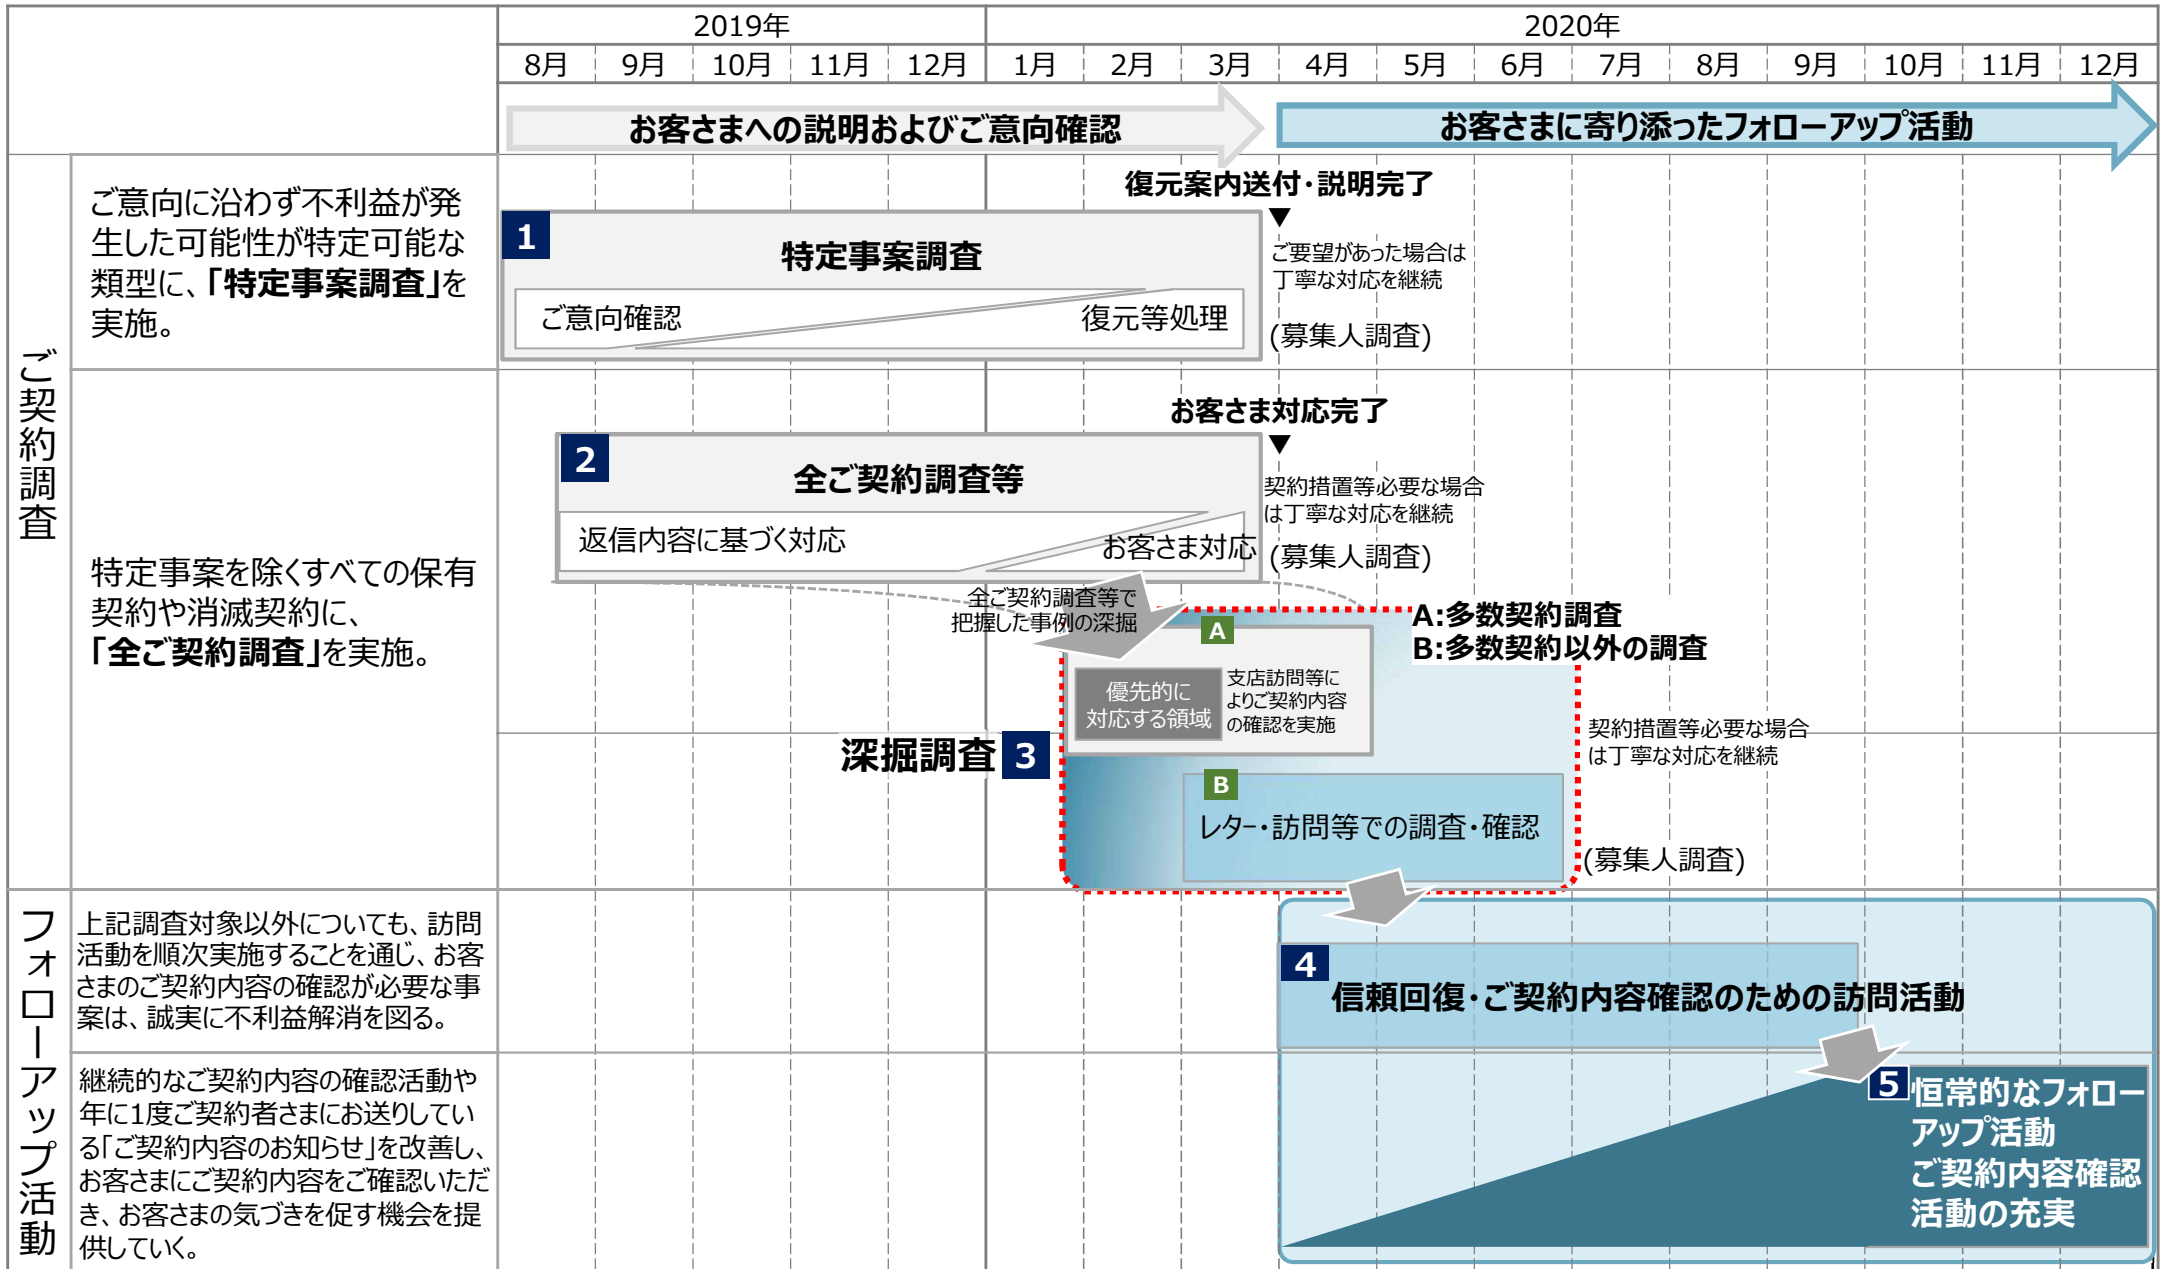 2019年
2020年
8月 9月 10月 11月 12月 1月 2月 3月 4月 5月 6月 7月 8月 9月 10月 11月 12月
お客さまへの説明およびご意向確認
お客さまに寄り添ったフォローアップ活動
ご契約調査
ご意向に沿わず不利益が発
生した可能性が特定可能な
類型に、「特定事案調査」を
実施。
復元案内送付・説明完了
▼
1
特定事案調査
ご意向確認
復元等処理
ご要望があった場合は
丁寧な対応を継続
(募集人調査)
特定事案を除くすべての保有
契約や消滅契約に、
「全ご契約調査」を実施。
お客さま対応完了
▼
2
全ご契約調査等
返信内容に基づく対応
お客さま対応
契約措置等必要な場合
は丁寧な対応を継続
(募集人調査)
全ご契約調査等で
把握した事例の深掘
A:多数契約調査
B:多数契約以外の調査
A
優先的に
対応する領域
支店訪問等に
よりご契約内容
の確認を実施
深掘調査 3
契約措置等必要な場合
は丁寧な対応を継続
B
レター・訪問等での調査・確認
(募集人調査)
フォローアップ活動
上記調査対象以外についても、訪問
活動を順次実施することを通じ、お客
さまのご契約内容の確認が必要な事
案は、誠実に不利益解消を図る。
4
信頼回復・ご契約内容確認のための訪問活動
継続的なご契約内容の確認活動や
年に1度ご契約者さまにお送りしてい
る「ご契約内容のお知らせ」を改善し、
お客さまにご契約内容をご確認いただ
き、お客さまの気づきを促す機会を提
供していく。
5
恒常的なフォロー
アップ活動
ご契約内容確認
活動の充実